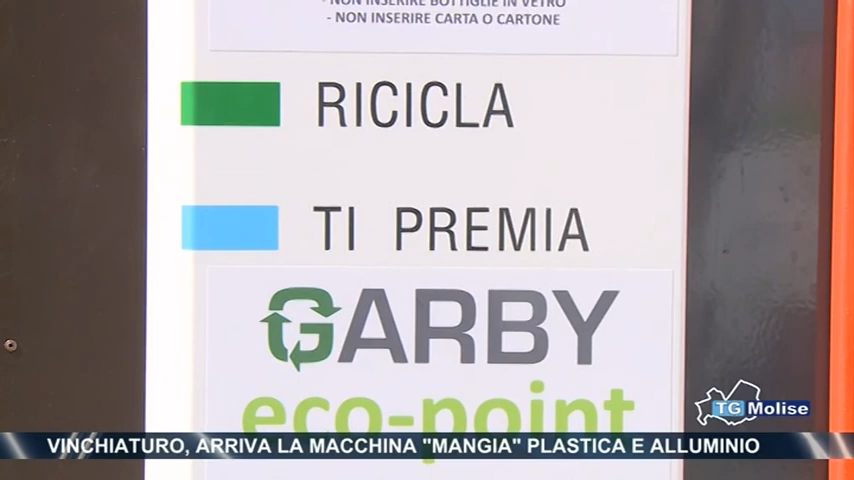 - NON INSERIRE BOTTIGLIE IN VETRO
- NON INSERIRE CARTA O CARTONE
RICICLA
TI PREMIA
GARBY
eco-point
TG Molise
VINCHIATURO, ARRIVA LA MACCHINA "MANGIA" PLASTICA E ALLUMINIO